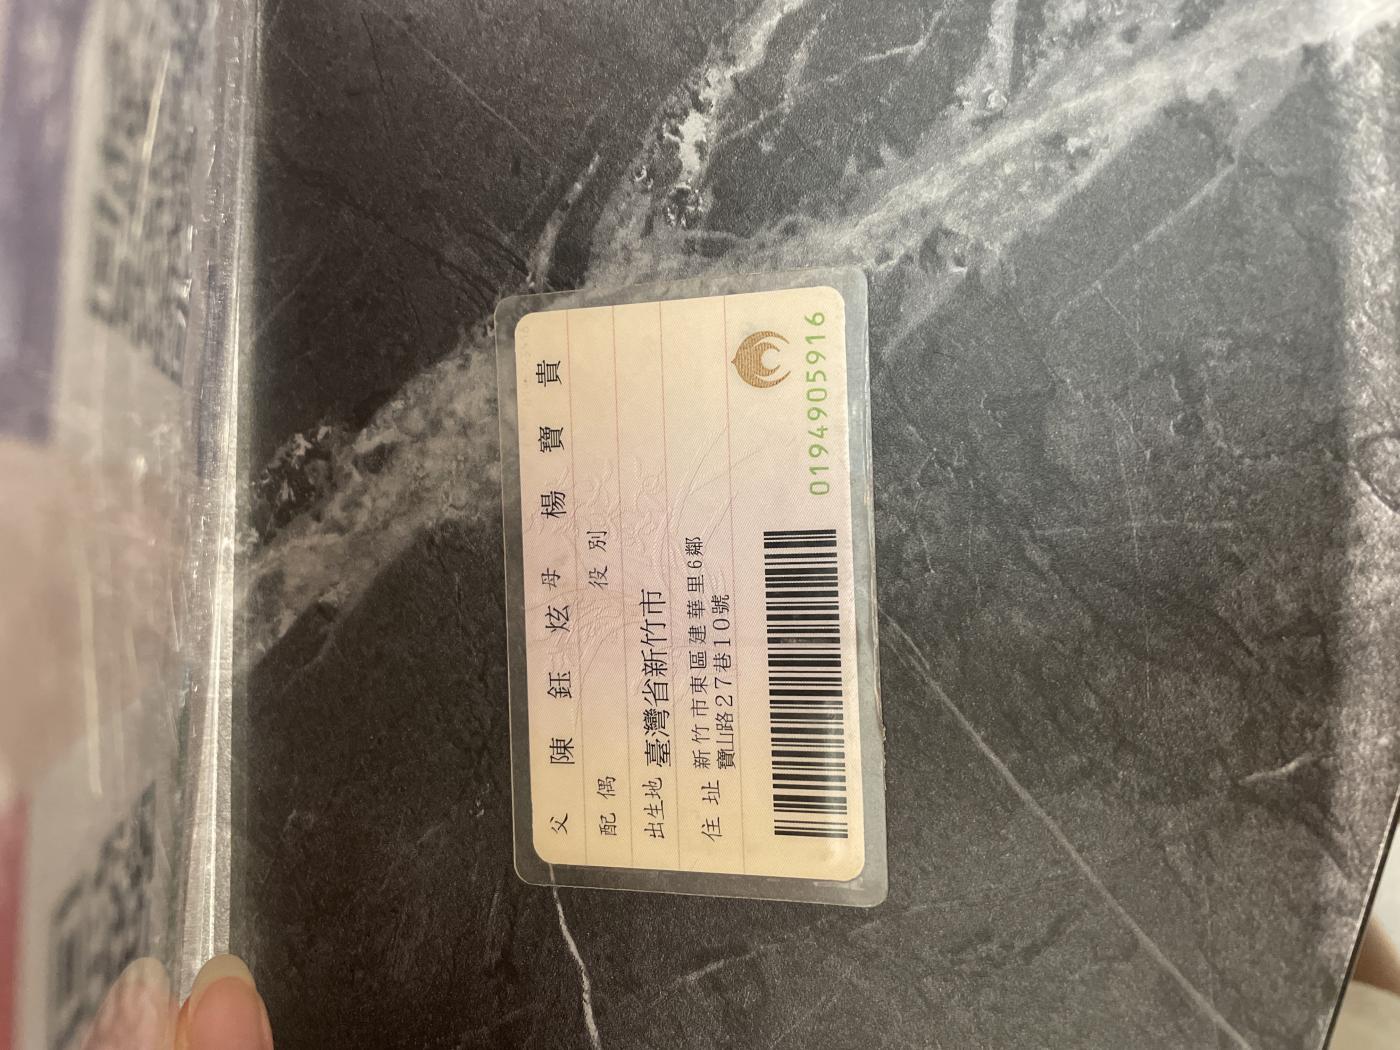 父 陳鈺炫 母 楊寶貴
配偶 役別
出生地 臺灣省新竹市
住址 新竹市東區建華里6鄰
寶山路27巷10號
0194905916